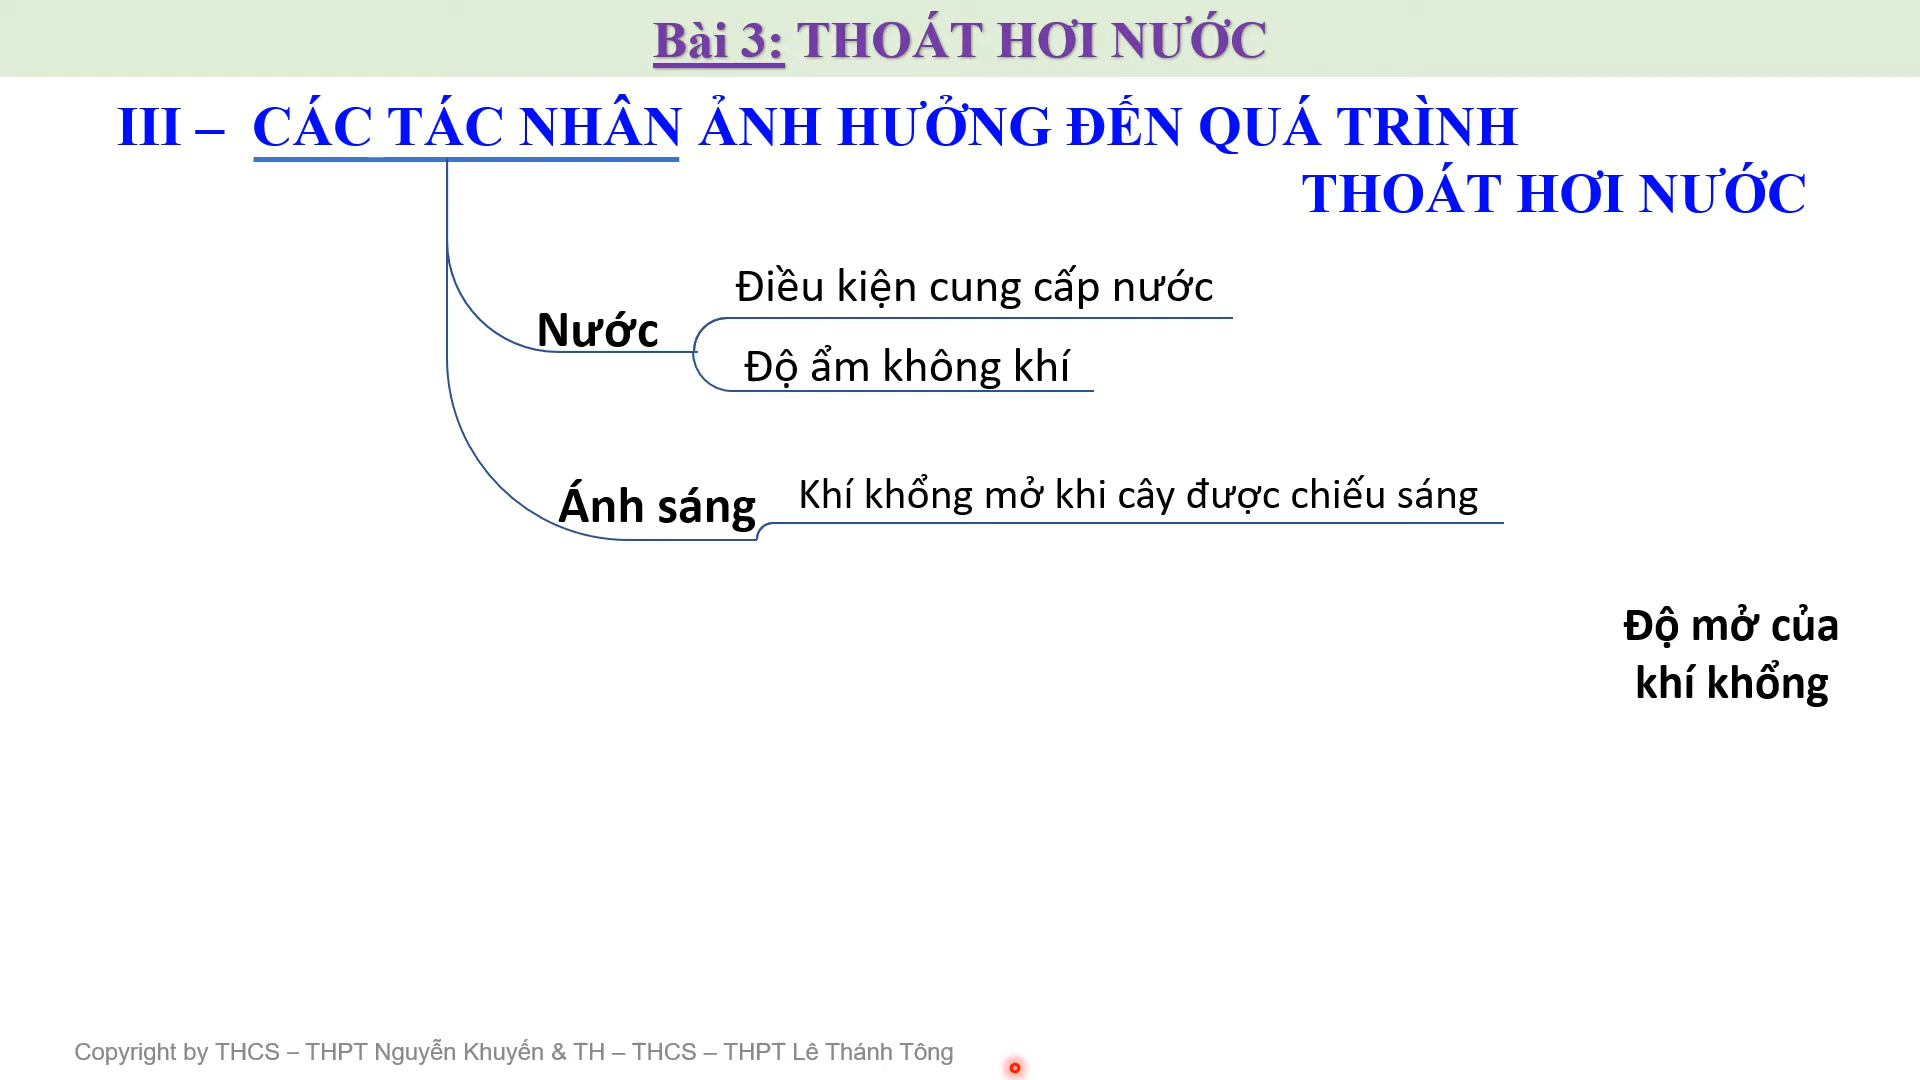 Bài 3: THOÁT HƠI NƯỚC
III – CÁC TÁC NHÂN ẢNH HƯỞNG ĐẾN QUÁ TRÌNH
THOÁT HƠI NƯỚC
Điều kiện cung cấp nước
Nước
Độ ẩm không khí
Ánh sáng
Khí khổng mở khi cây được chiếu sáng
Độ mở của
khí khổng
Copyright by THCS – THPT Nguyễn Khuyến & TH – THCS – THPT Lê Thánh Tông